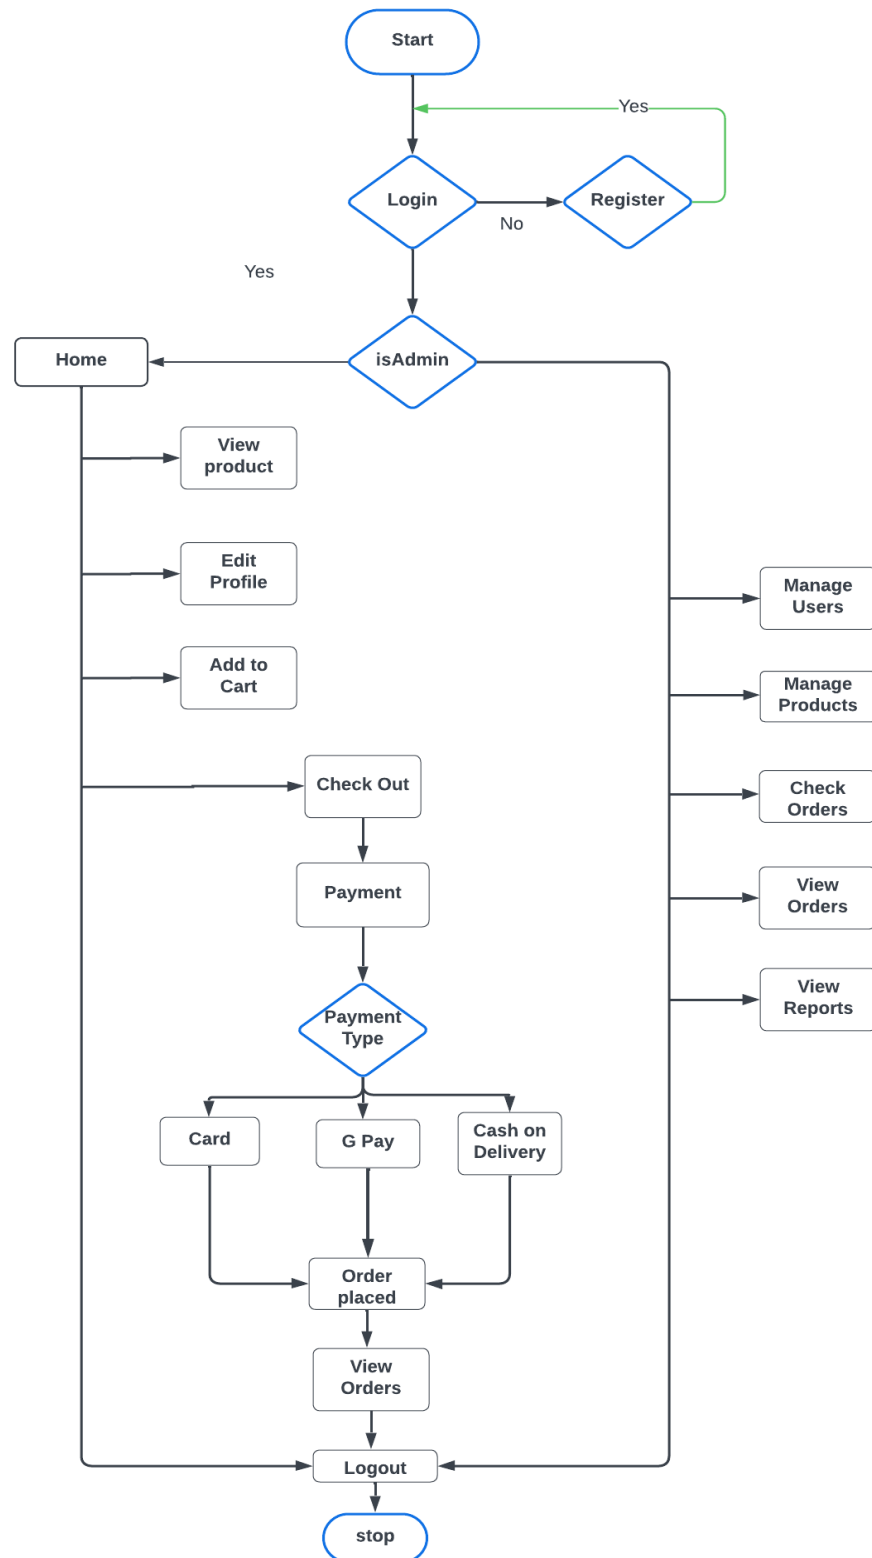 Start
Yes
Login
Register
No
Yes
Home
isAdmin
View
product
Edit
Profile
Manage
Users
Add to
Cart
Manage
Products
Check Out
Check
Orders
Payment
View
Orders
View
Reports
Payment
Type
Card
G Pay
Cash on
Delivery
Order
placed
View
Orders
Logout
stop